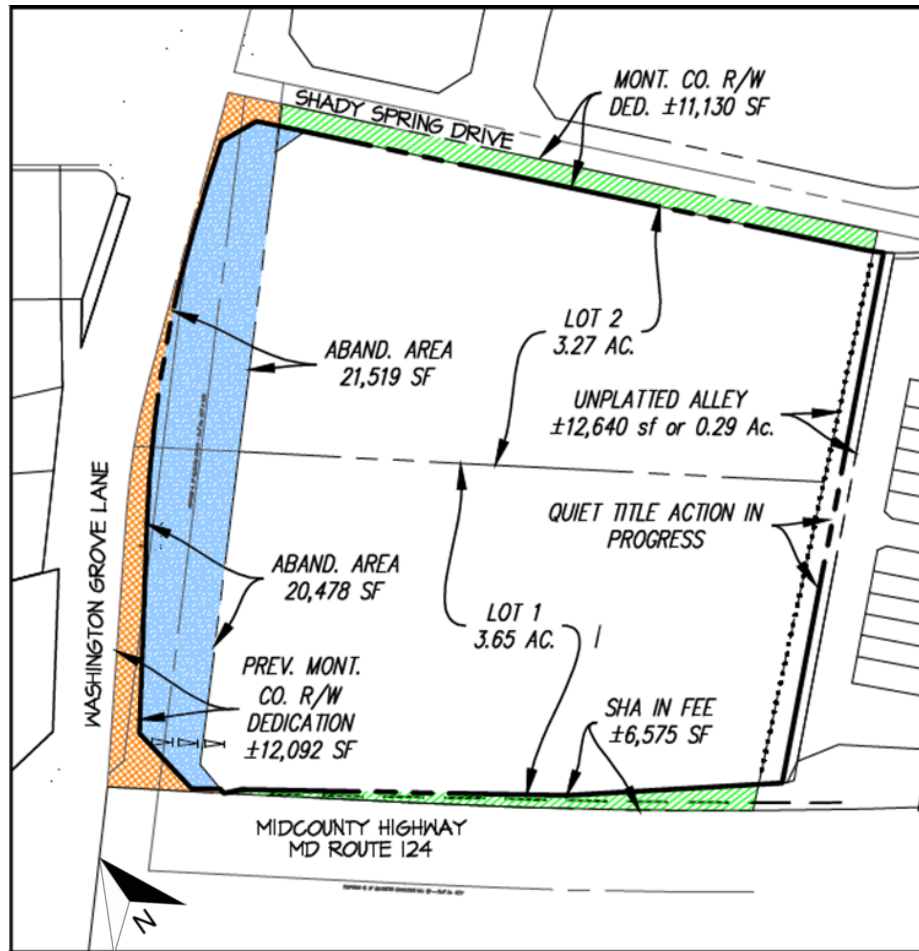 MONT. CO. R/W
DED. ±11,130 SF
SHADY SPRING DRIVE
LOT 2
3.27 AC.
ABAND. AREA
21,519 SF
UNPLATTED ALLEY
±12,640 sf or 0.29 Ac.
WASHINGTON GROVE LANE
QUIET TITLE ACTION IN
PROGRESS
ABAND. AREA
20,478 SF
LOT 1
3.65 AC.
PREV. MONT.
CO. R/W
DEDICATION
±12,092 SF
SHA IN FEE
±6,575 SF
MIDCOUNTY HIGHWAY
MD ROUTE 124
N